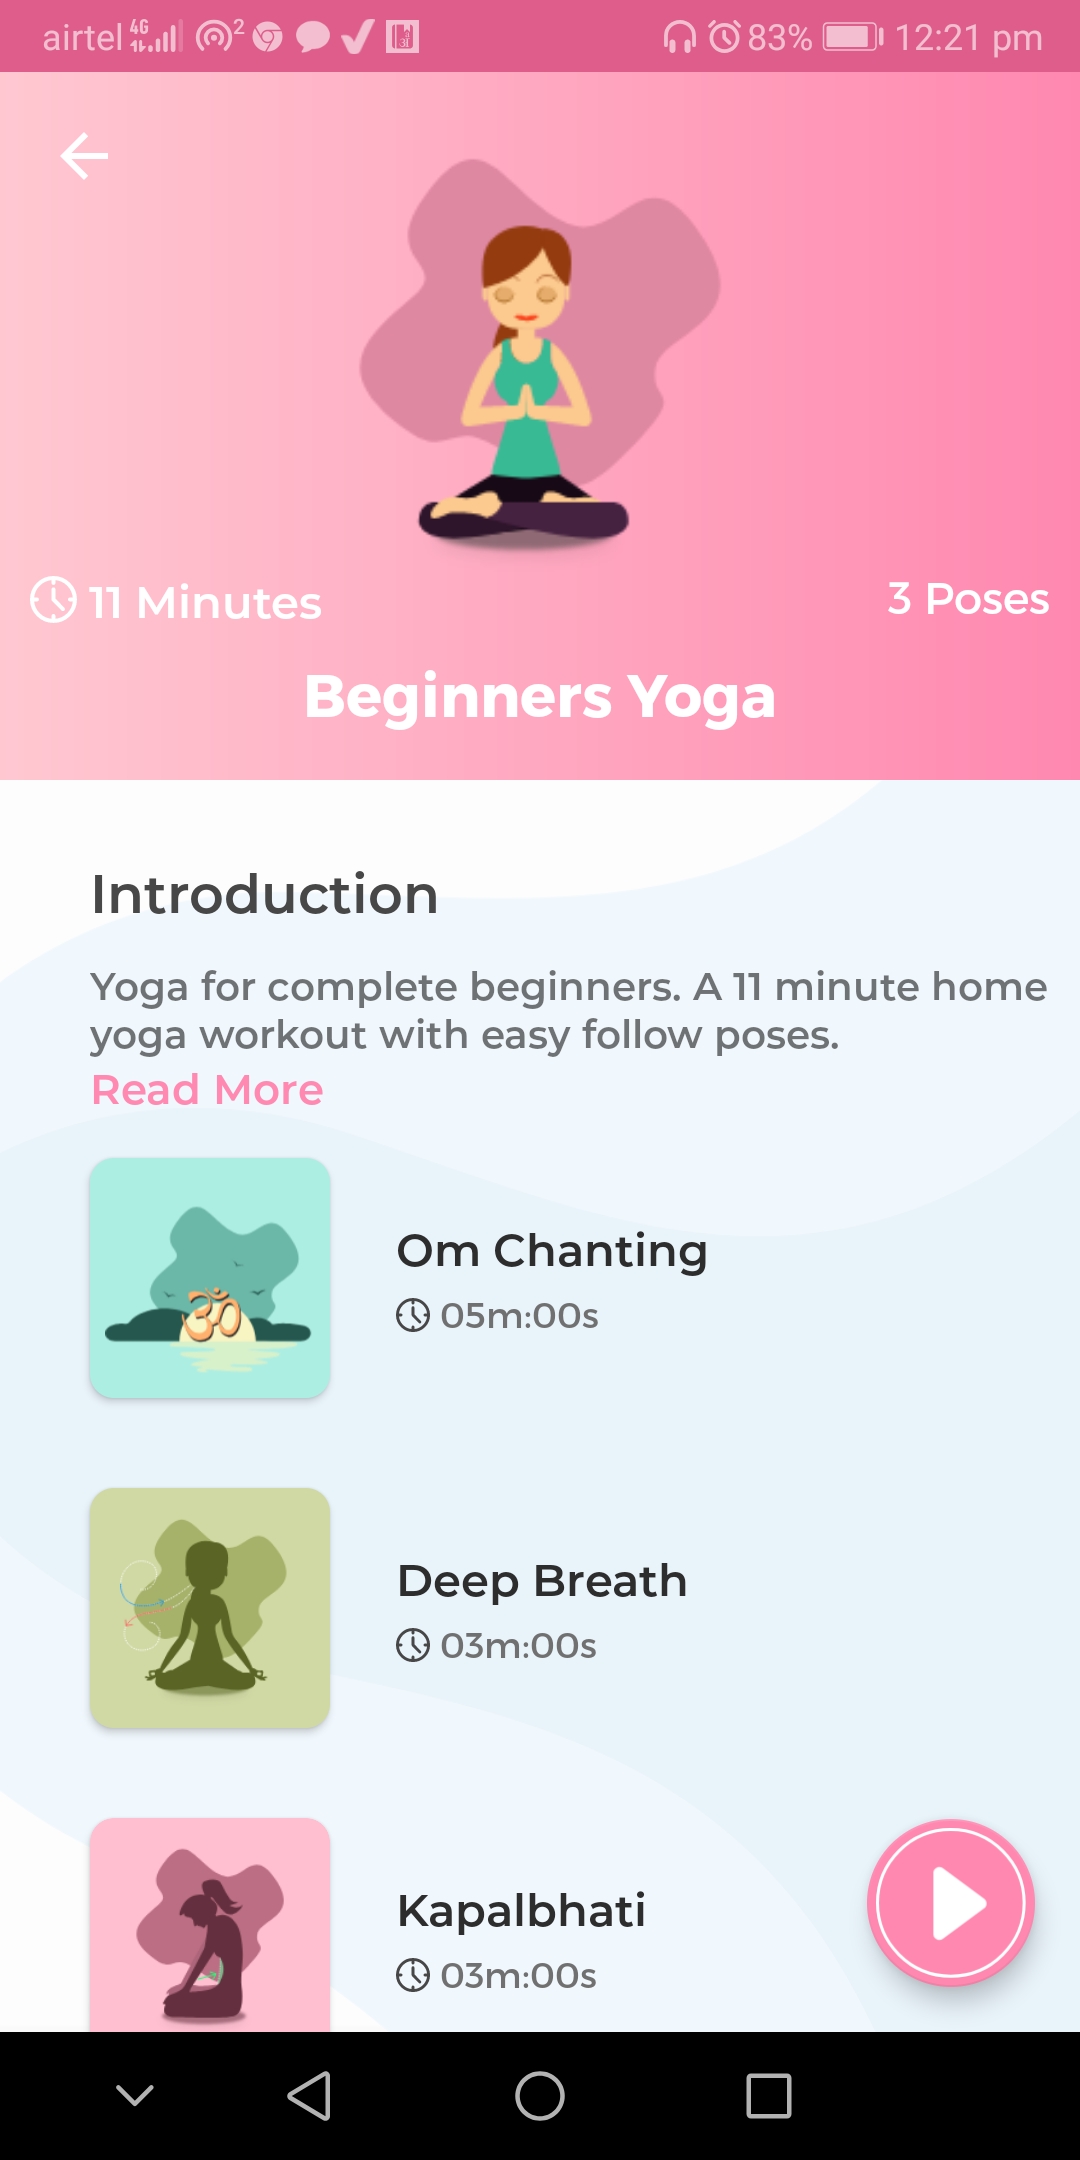 airtel 4G 2 83% 12:21 pm
11 Minutes
3 Poses
Beginners Yoga
Introduction
Yoga for complete beginners. A 11 minute home
yoga workout with easy follow poses.
Read More
ॐ
Om Chanting
05m:00s
Deep Breath
03m:00s
Kapalbhati
03m:00s